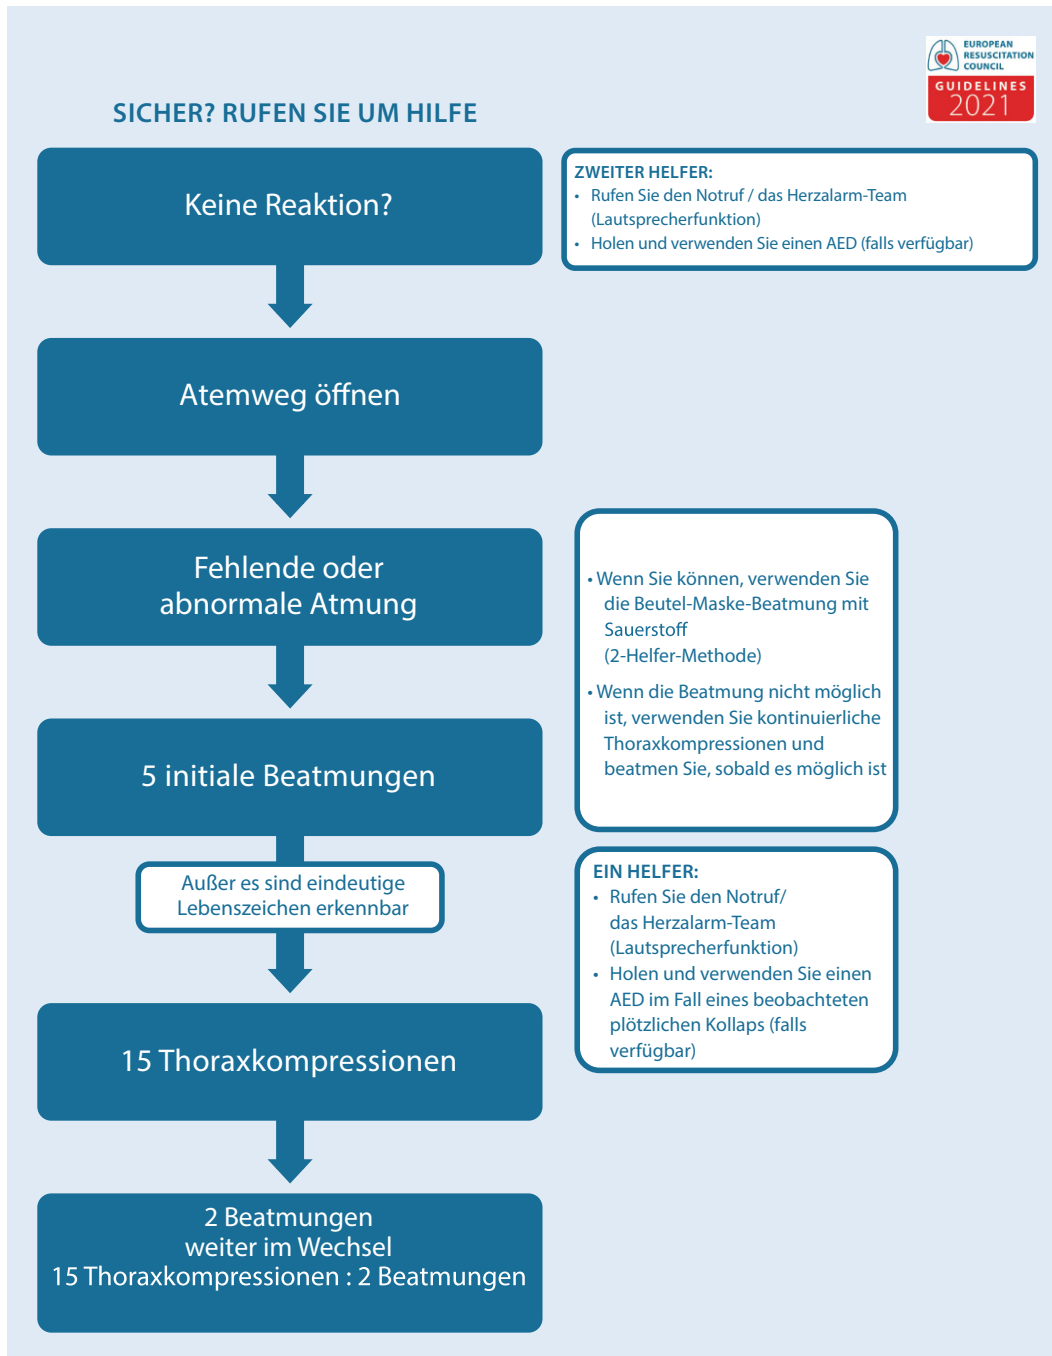 EUROPEAN
RESUSCITATION
COUNCIL
GUIDELINES
2021
SICHER? RUFEN SIE UM HILFE
Keine Reaktion?
ZWEITER HELFER:
• Rufen Sie den Notruf / das Herzalarm-Team
(Lautsprecherfunktion)
• Holen und verwenden Sie einen AED (falls verfügbar)
Atemweg öffnen
Fehlende oder
abnormale Atmung
• Wenn Sie können, verwenden Sie
die Beutel-Maske-Beatmung mit
Sauerstoff
(2-Helfer-Methode)
• Wenn die Beatmung nicht möglich
ist, verwenden Sie kontinuierliche
Thoraxkompressionen und
beatmen Sie, sobald es möglich ist
5 initiale Beatmungen
Außer es sind eindeutige
Lebenszeichen erkennbar
EIN HELFER:
• Rufen Sie den Notruf/
das Herzalarm-Team
(Lautsprecherfunktion)
• Holen und verwenden Sie einen
AED im Fall eines beobachteten
plötzlichen Kollaps (falls
verfügbar)
15 Thoraxkompressionen
2 Beatmungen
weiter im Wechsel
15 Thoraxkompressionen : 2 Beatmungen